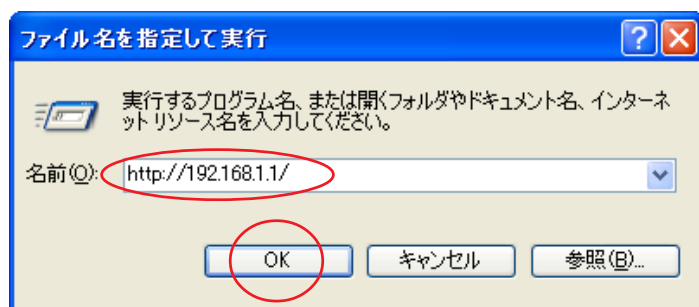 ファイル名を指定して実行
実行するプログラム名、または開くフォルダやドキュメント名、インターネ
ット リソース名を入力してください。
名前(O): http://192.168.1.1/
OK キャンセル 参照(B)...